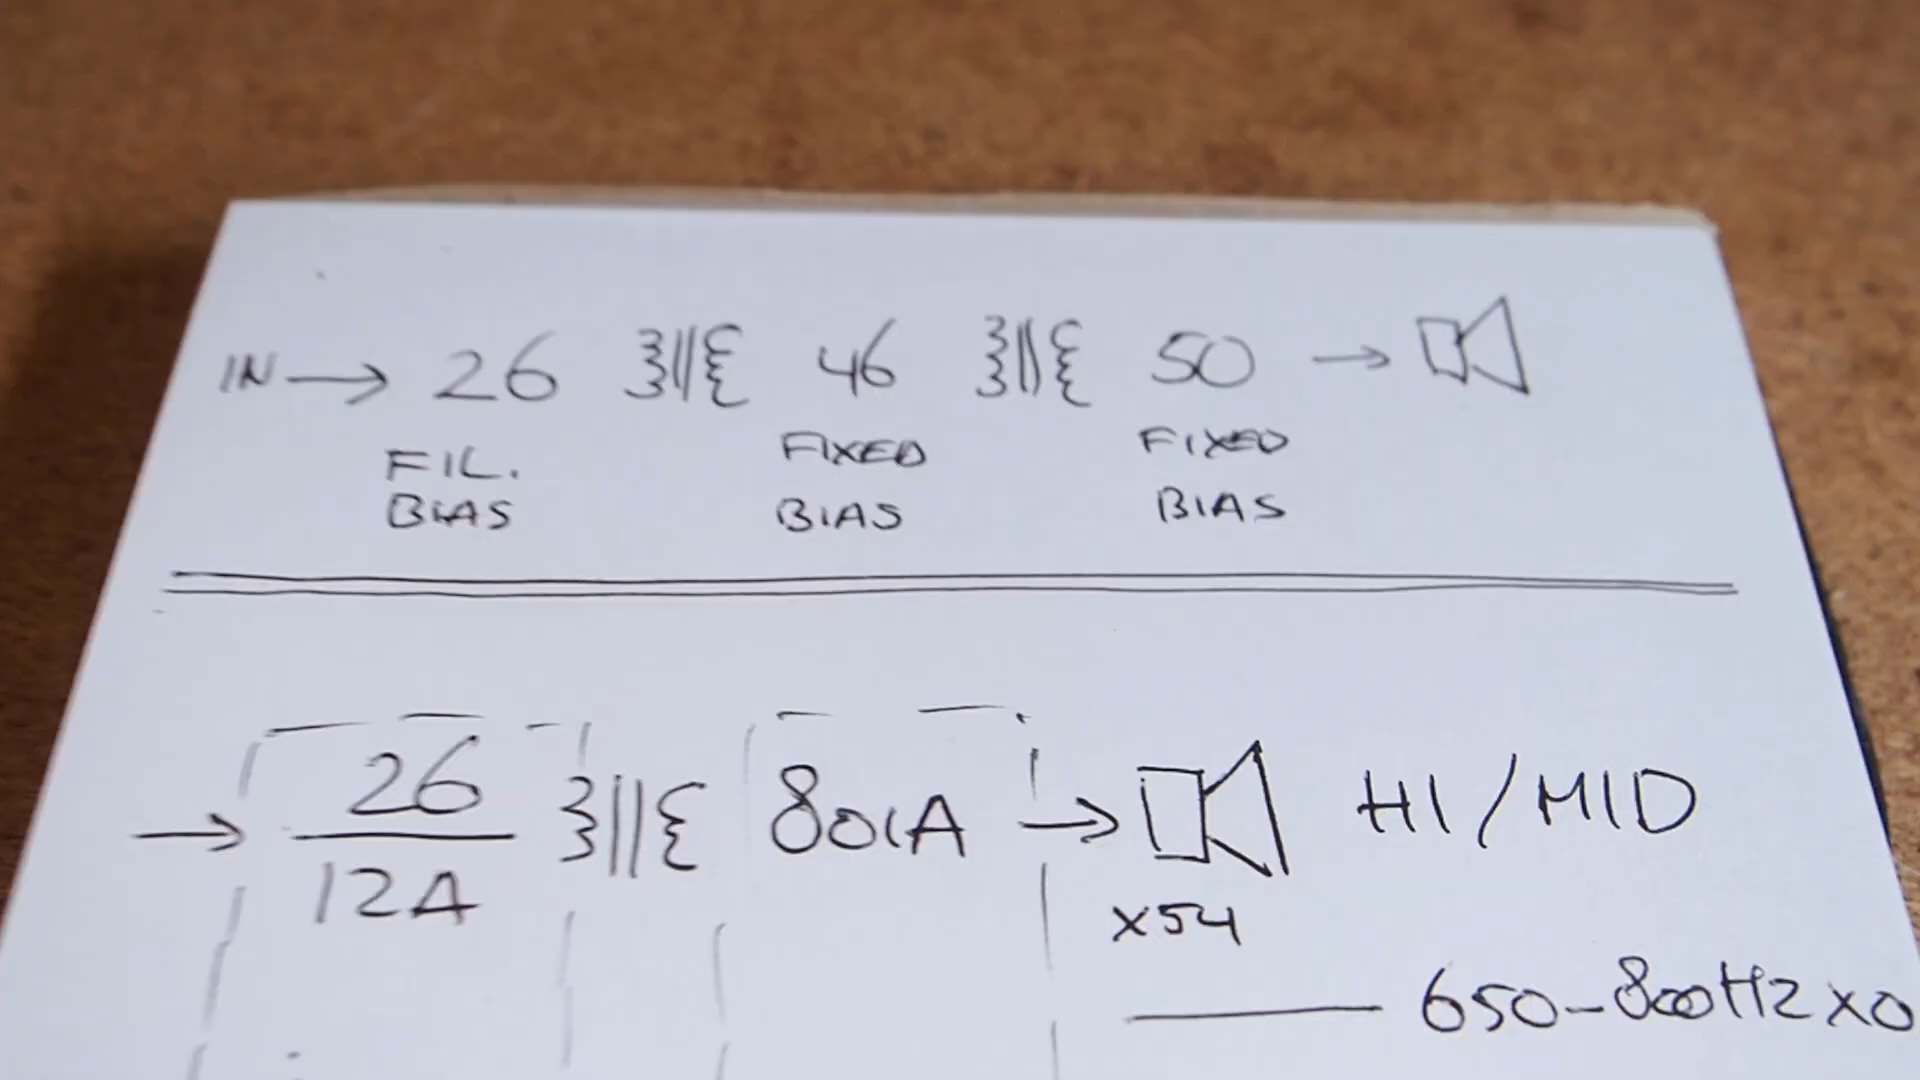 IN → 26 46 50 →
FIL. BIAS
FIXED BIAS
FIXED BIAS
→ 26 801A → HI/MID
12A
X54
650-800HZ XO